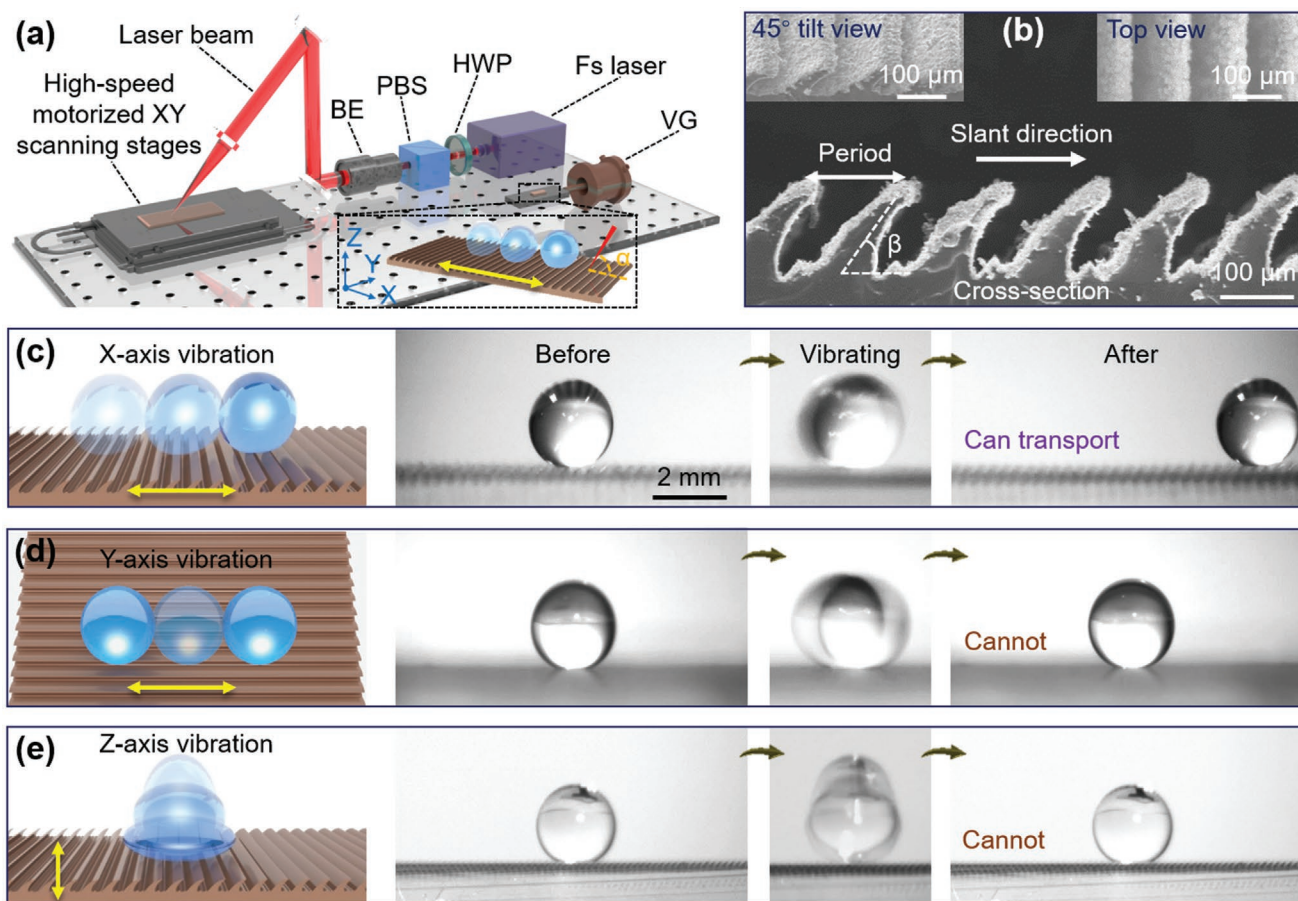 (a)
Laser beam
High-speed
motorized XY
scanning stages
BE
PBS
HWP
Fs laser
VG
Z
Y
X
α
45° tilt view
(b)
Top view
100 μm
100 μm
Slant direction
Period
β
100 μm
Cross-section
(c)
X-axis vibration
Before
Vibrating
After
Can transport
2 mm
(d)
Y-axis vibration
Cannot
(e)
Z-axis vibration
Cannot